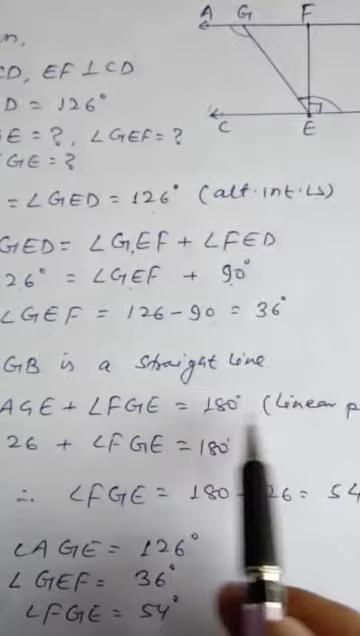 A G F
CD, EF ⊥ CD
D = 126°
C E
E = ?, ∠GEF = ?
GE = ?
= ∠GED = 126° (alt. int. ∠s)
GED = ∠GEF + ∠FED
26° = ∠GEF + 90°
∠GEF = 126 - 90 = 36°
GB is a straight line
AGE + ∠FGE = 180° (Linear p
26 + ∠FGE = 180°
∴ ∠FGE = 180 - 26 = 54
∠AGE = 126°
∠GEF = 36°
∠FGE = 54°